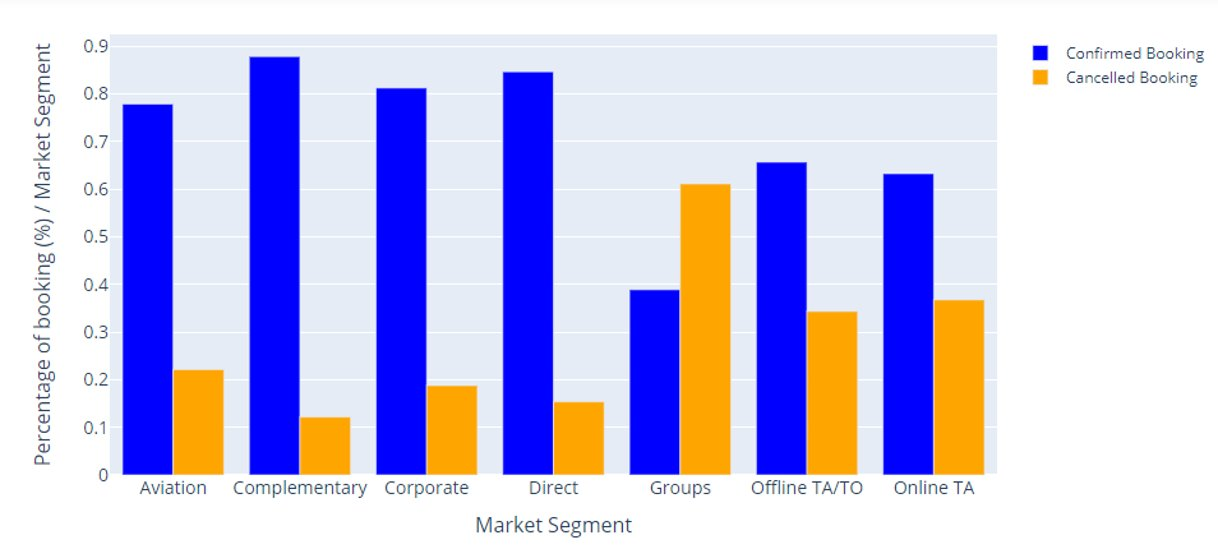 Percentage of booking (%) / Market Segment
0.9
0.8
0.7
0.6
0.5
0.4
0.3
0.2
0.1
0
Aviation Complementary Corporate Direct Groups Offline TA/TO Online TA
Market Segment
Confirmed Booking
Cancelled Booking